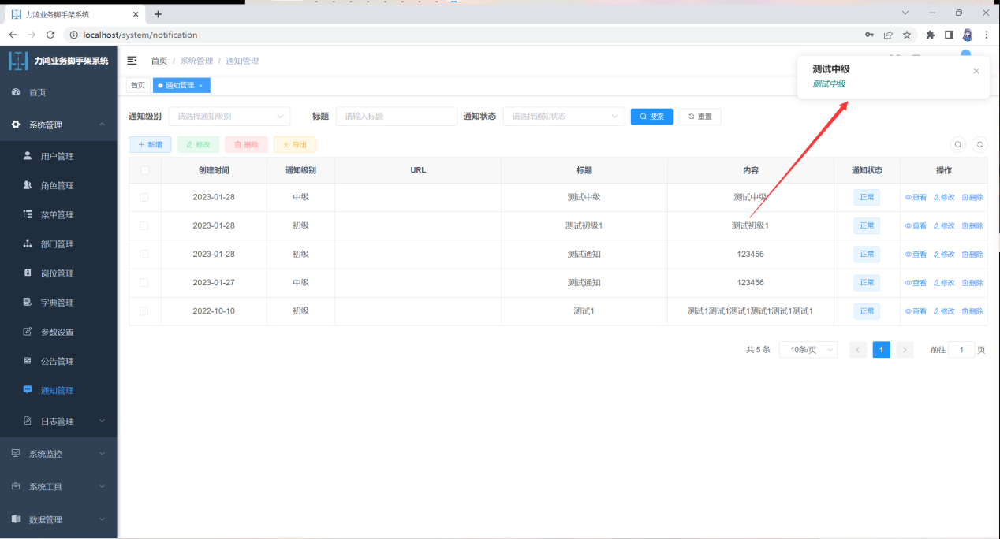 力鸿业务脚手架系统
localhost/system/notification
力鸿业务脚手架系统
首页 / 系统管理 / 通知管理
测试中级
测试中级
首页
通知管理
首页
系统管理
用户管理
角色管理
菜单管理
部门管理
岗位管理
字典管理
参数设置
公告管理
通知管理
日志管理
系统监控
系统工具
数据管理
通知级别 请选择通知级别 标题 请输入标题 通知状态 请选择通知状态 搜索 重置
新增 修改 删除 导出
创建时间 通知级别 URL 标题 内容 通知状态 操作
2023-01-28 中级 测试中级 测试中级 正常 查看 修改 删除
2023-01-28 初级 测试初级1 测试初级1 正常 查看 修改 删除
2023-01-28 初级 测试通知 123456 正常 查看 修改 删除
2023-01-27 中级 测试通知 123456 正常 查看 修改 删除
2022-10-10 初级 测试1 测试1测试1测试1测试1测试1测试1 正常 查看 修改 删除
共 5 条 10条/页 1 前往 1 页